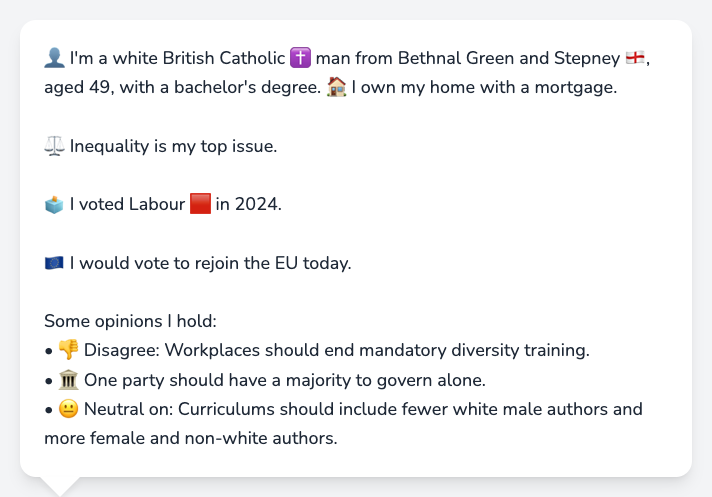 👤 I'm a white British Catholic ✝️ man from Bethnal Green and Stepney 🏴󠁧󠁢󠁥󠁮󠁧󠁿,
aged 49, with a bachelor's degree. 🏠 I own my home with a mortgage.
⚖️ Inequality is my top issue.
🗳️ I voted Labour 🟥 in 2024.
🇪🇺 I would vote to rejoin the EU today.
Some opinions I hold:
• 👎 Disagree: Workplaces should end mandatory diversity training.
• 🏛️ One party should have a majority to govern alone.
• 😐 Neutral on: Curriculums should include fewer white male authors and
more female and non-white authors.